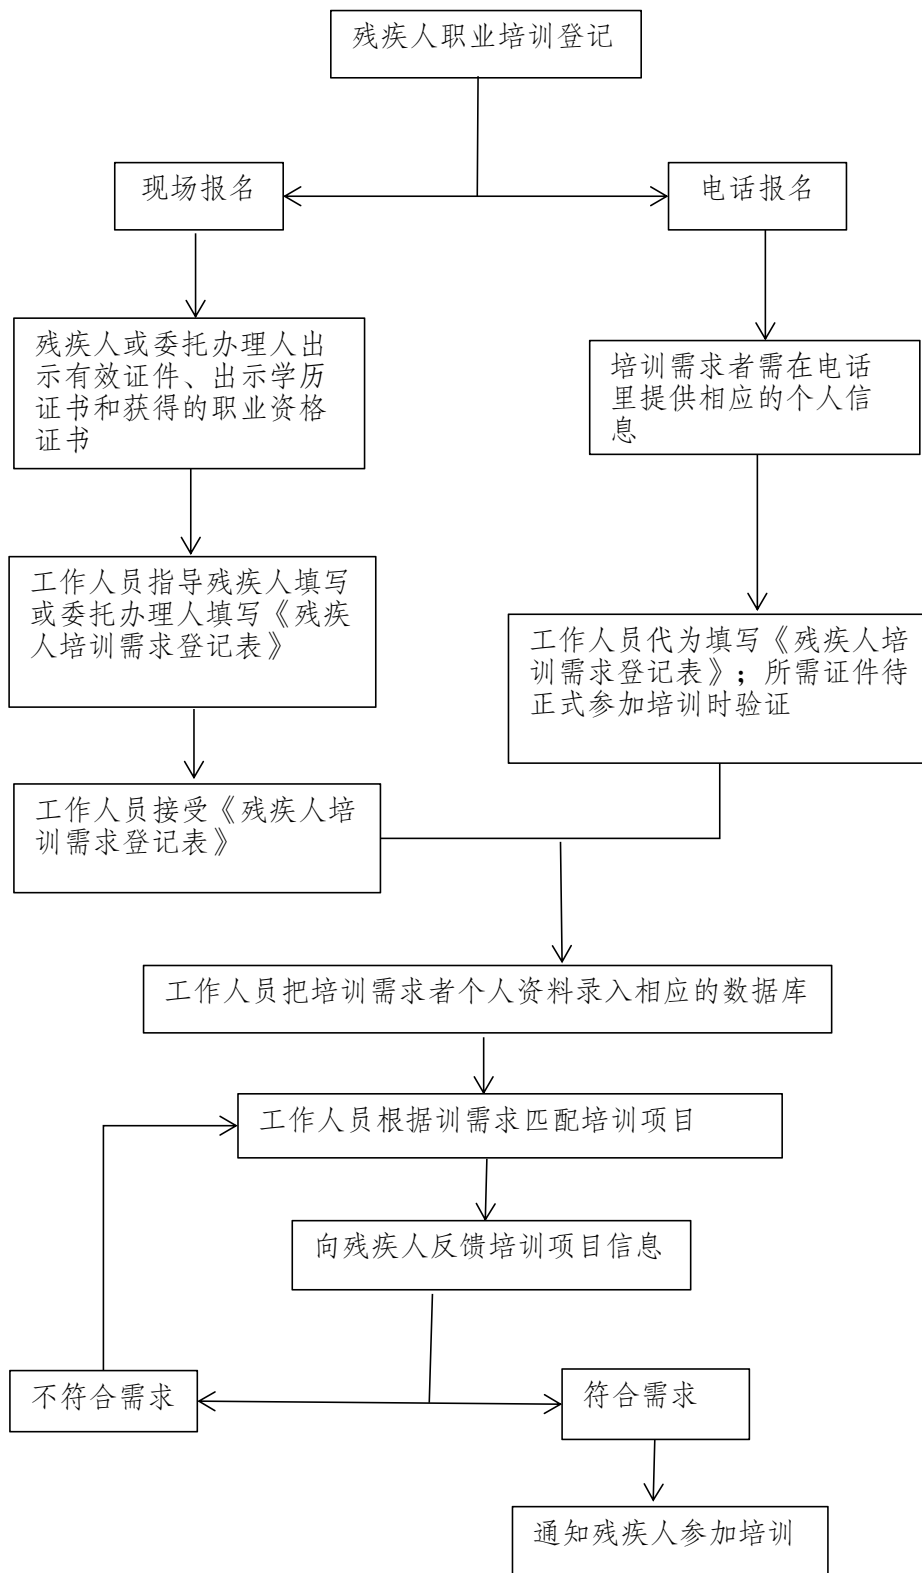 残疾人职业培训登记
现场报名
电话报名
残疾人或委托办理人出
示有效证件、出示学历
证书和获得的职业资格
证书
培训需求者需在电话
里提供相应的个人信
息
工作人员指导残疾人填写
或委托办理人填写《残疾
人培训需求登记表》
工作人员代为填写《残疾人培
训需求登记表》；所需证件待
正式参加培训时验证
工作人员接受《残疾人培
训需求登记表》
工作人员把培训需求者个人资料录入相应的数据库
工作人员根据训需求匹配培训项目
向残疾人反馈培训项目信息
不符合需求
符合需求
通知残疾人参加培训